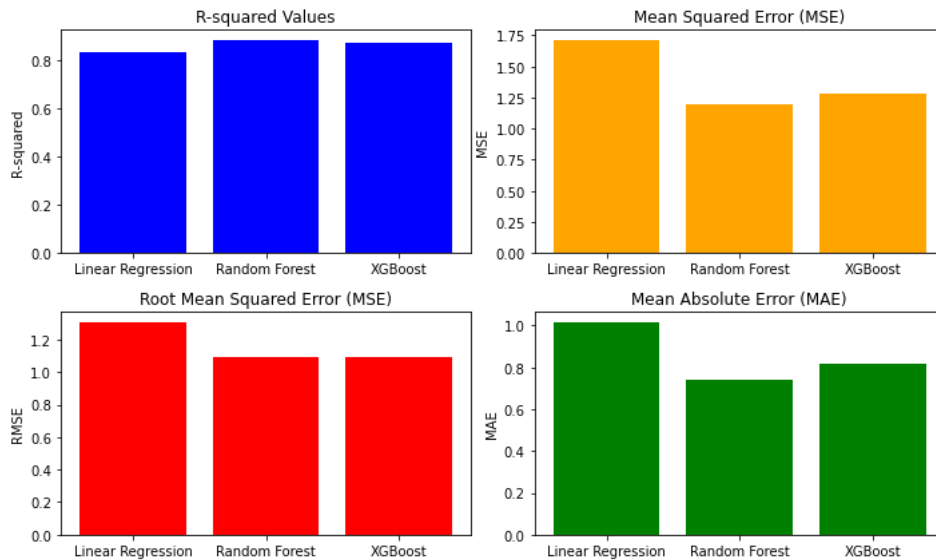 R-squared Values
R-squared
0.8
0.6
0.4
0.2
0.0
Linear Regression Random Forest XGBoost
Mean Squared Error (MSE)
MSE
1.75
1.50
1.25
1.00
0.75
0.50
0.25
0.00
Linear Regression Random Forest XGBoost
Root Mean Squared Error (MSE)
RMSE
1.2
1.0
0.8
0.6
0.4
0.2
0.0
Linear Regression Random Forest XGBoost
Mean Absolute Error (MAE)
MAE
1.0
0.8
0.6
0.4
0.2
0.0
Linear Regression Random Forest XGBoost